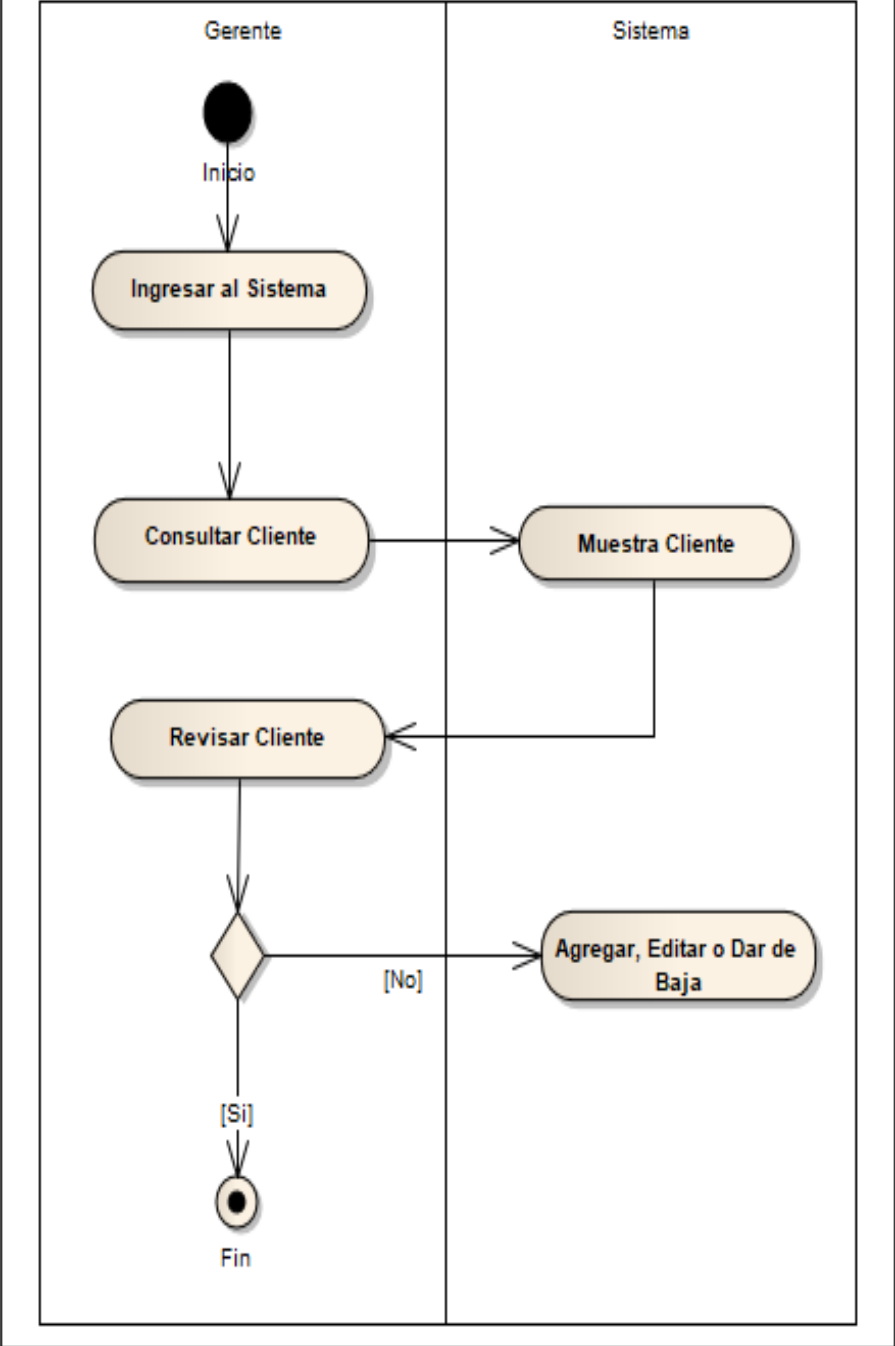 Gerente
Sistema
Inicio
Ingresar al Sistema
Consultar Cliente
Muestra Cliente
Revisar Cliente
[No]
Agregar, Editar o Dar de
Baja
[Si]
Fin